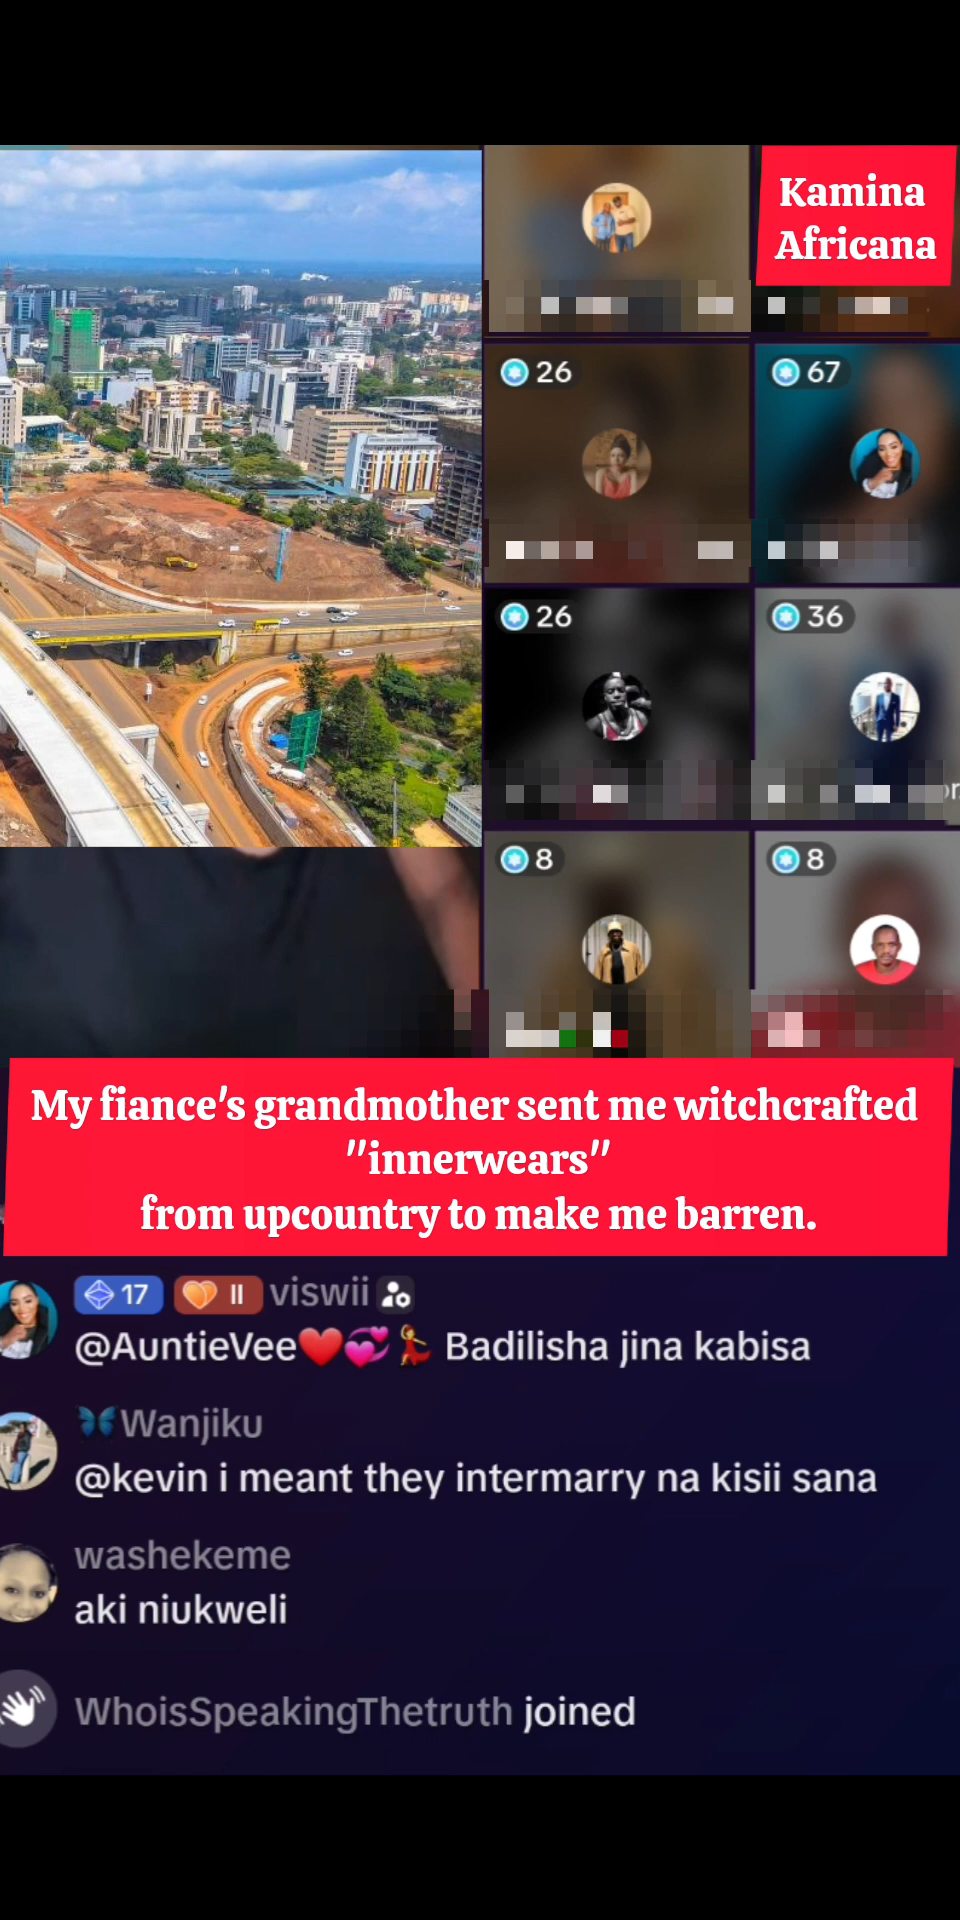 Kamina
Africana
26
67
26
36
8
8
My fiance's grandmother sent me witchcrafted
"innerwears"
from upcountry to make me barren.
17 II viswii
@AuntieVee❤️💞💃 Badilisha jina kabisa
🦋Wanjiku
@kevin i meant they intermarry na kisii sana
washekeme
aki niukweli
WhoisSpeakingThetruth joined